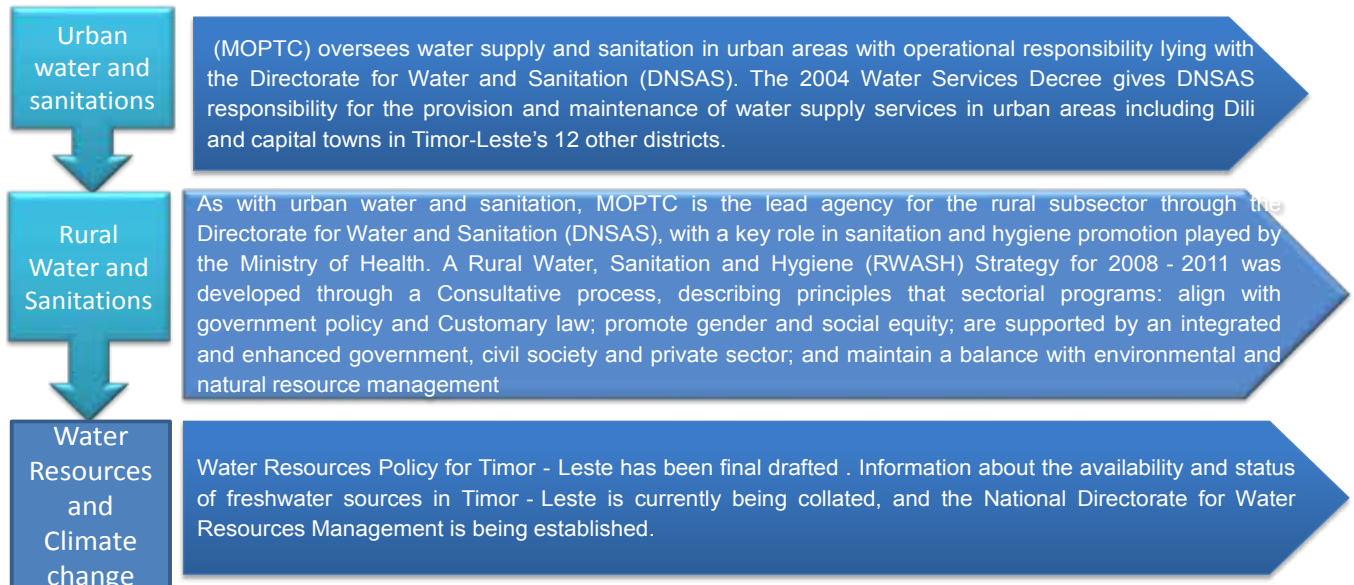 Urban
water and
sanitations
(MOPTC) oversees water supply and sanitation in urban areas with operational responsibility lying with
the Directorate for Water and Sanitation (DNSAS). The 2004 Water Services Decree gives DNSAS
responsibility for the provision and maintenance of water supply services in urban areas including Dili
and capital towns in Timor-Leste's 12 other districts.
Rural
Water and
Sanitations
As with urban water and sanitation, MOPTC is the lead agency for the rural subsector through the
Directorate for Water and Sanitation (DNSAS), with a key role in sanitation and hygiene promotion played by
the Ministry of Health. A Rural Water, Sanitation and Hygiene (RWASH) Strategy for 2008 - 2011 was
developed through a Consultative process, describing principles that sectorial programs: align with
government policy and Customary law; promote gender and social equity; are supported by an integrated
and enhanced government, civil society and private sector; and maintain a balance with environmental and
natural resource management
Water
Resources
and
Climate
change
Water Resources Policy for Timor - Leste has been final drafted . Information about the availability and status
of freshwater sources in Timor - Leste is currently being collated, and the National Directorate for Water
Resources Management is being established.